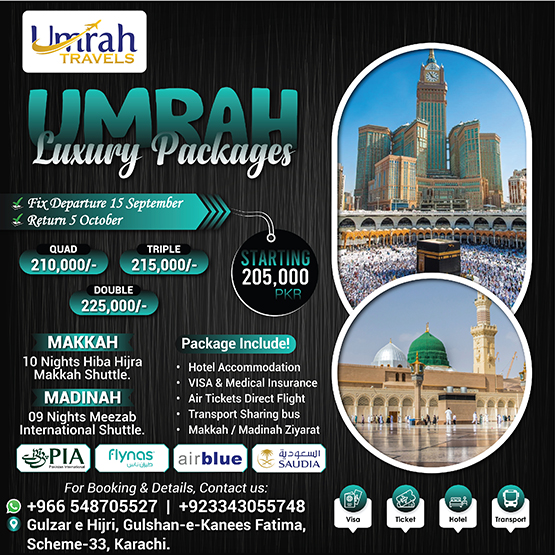 Umrah
TRAVELS
UMRAH
Luxury Packages
Fix Departure 15 September
Return 5 October
QUAD
210,000/-
TRIPLE
215,000/-
DOUBLE
225,000/-
STARTING
205,000
PKR
MAKKAH
10 Nights Hiba Hijra
Makkah Shuttle.
MADINAH
09 Nights Meezab
International Shuttle.
Package Include!
• Hotel Accommodation
• VISA & Medical Insurance
• Air Tickets Direct Flight
• Transport Sharing bus
• Makkah / Madinah Ziyarat
PIA
Pakistan International
flynas
طيران ناس
airblue
السعودية
SAUDIA
For Booking & Details, Contact us:
+966 548705527 | +923343055748
Gulzar e Hijri, Gulshan-e-Kanees Fatima,
Scheme-33, Karachi.
Visa
Ticket
Hotel
Transport